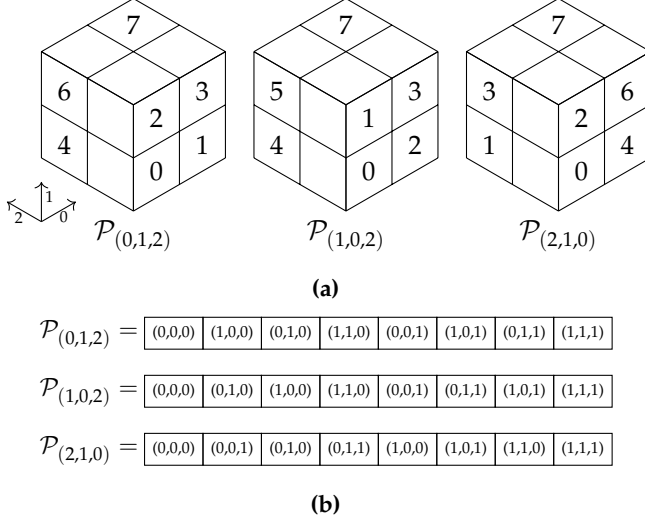 7 7 7
6 3 5 3 3 6
2 1 2
4 1 4 2 1 4
0 0 0
1
2 0
𝒫(0,1,2) 𝒫(1,0,2) 𝒫(2,1,0)
(a)
𝒫(0,1,2) = (0,0,0) (1,0,0) (0,1,0) (1,1,0) (0,0,1) (1,0,1) (0,1,1) (1,1,1)
𝒫(1,0,2) = (0,0,0) (0,1,0) (1,0,0) (1,1,0) (0,0,1) (0,1,1) (1,0,1) (1,1,1)
𝒫(2,1,0) = (0,0,0) (0,0,1) (0,1,0) (0,1,1) (1,0,0) (1,0,1) (1,1,0) (1,1,1)
(b)